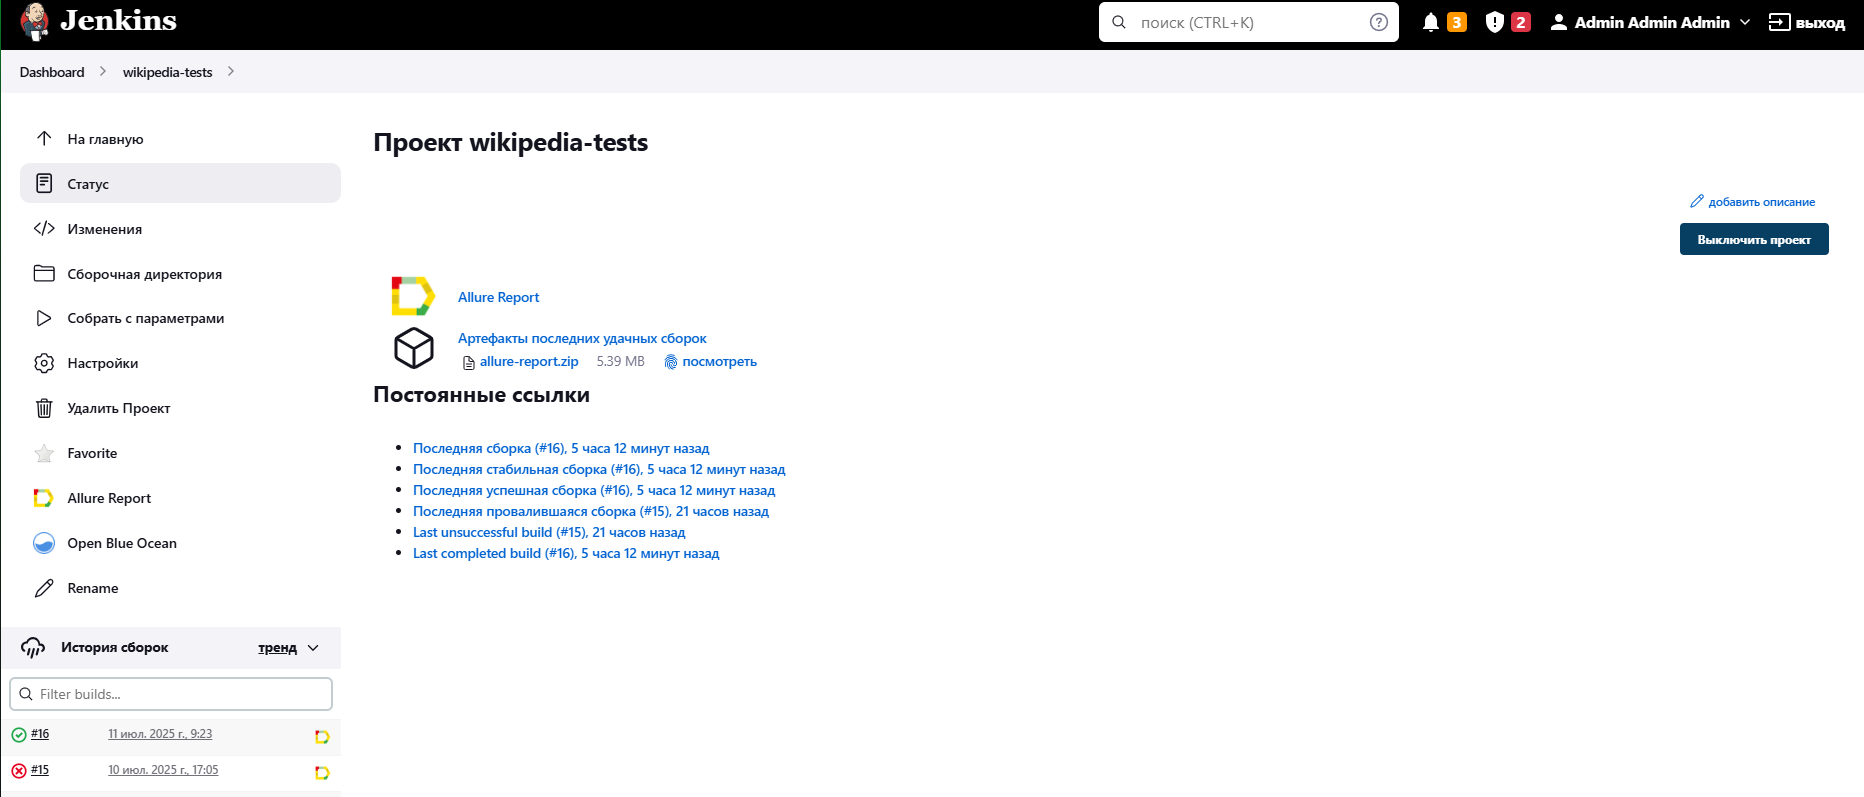 Jenkins
поиск (CTRL+K)
3
2
Admin Admin Admin
выход
Dashboard
wikipedia-tests
На главную
Статус
Изменения
Сборочная директория
Собрать с параметрами
Настройки
Удалить Проект
Favorite
Allure Report
Open Blue Ocean
Rename
История сборок
тренд
Filter builds...
#16 11 июл. 2025 г., 9:23
#15 10 июл. 2025 г., 17:05
Проект wikipedia-tests
добавить описание
Выключить проект
Allure Report
Артефакты последних удачных сборок
allure-report.zip 5.39 MB посмотреть
Постоянные ссылки
Последняя сборка (#16), 5 часа 12 минут назад
Последняя стабильная сборка (#16), 5 часа 12 минут назад
Последняя успешная сборка (#16), 5 часа 12 минут назад
Последняя провалившаяся сборка (#15), 21 часов назад
Last unsuccessful build (#15), 21 часов назад
Last completed build (#16), 5 часа 12 минут назад